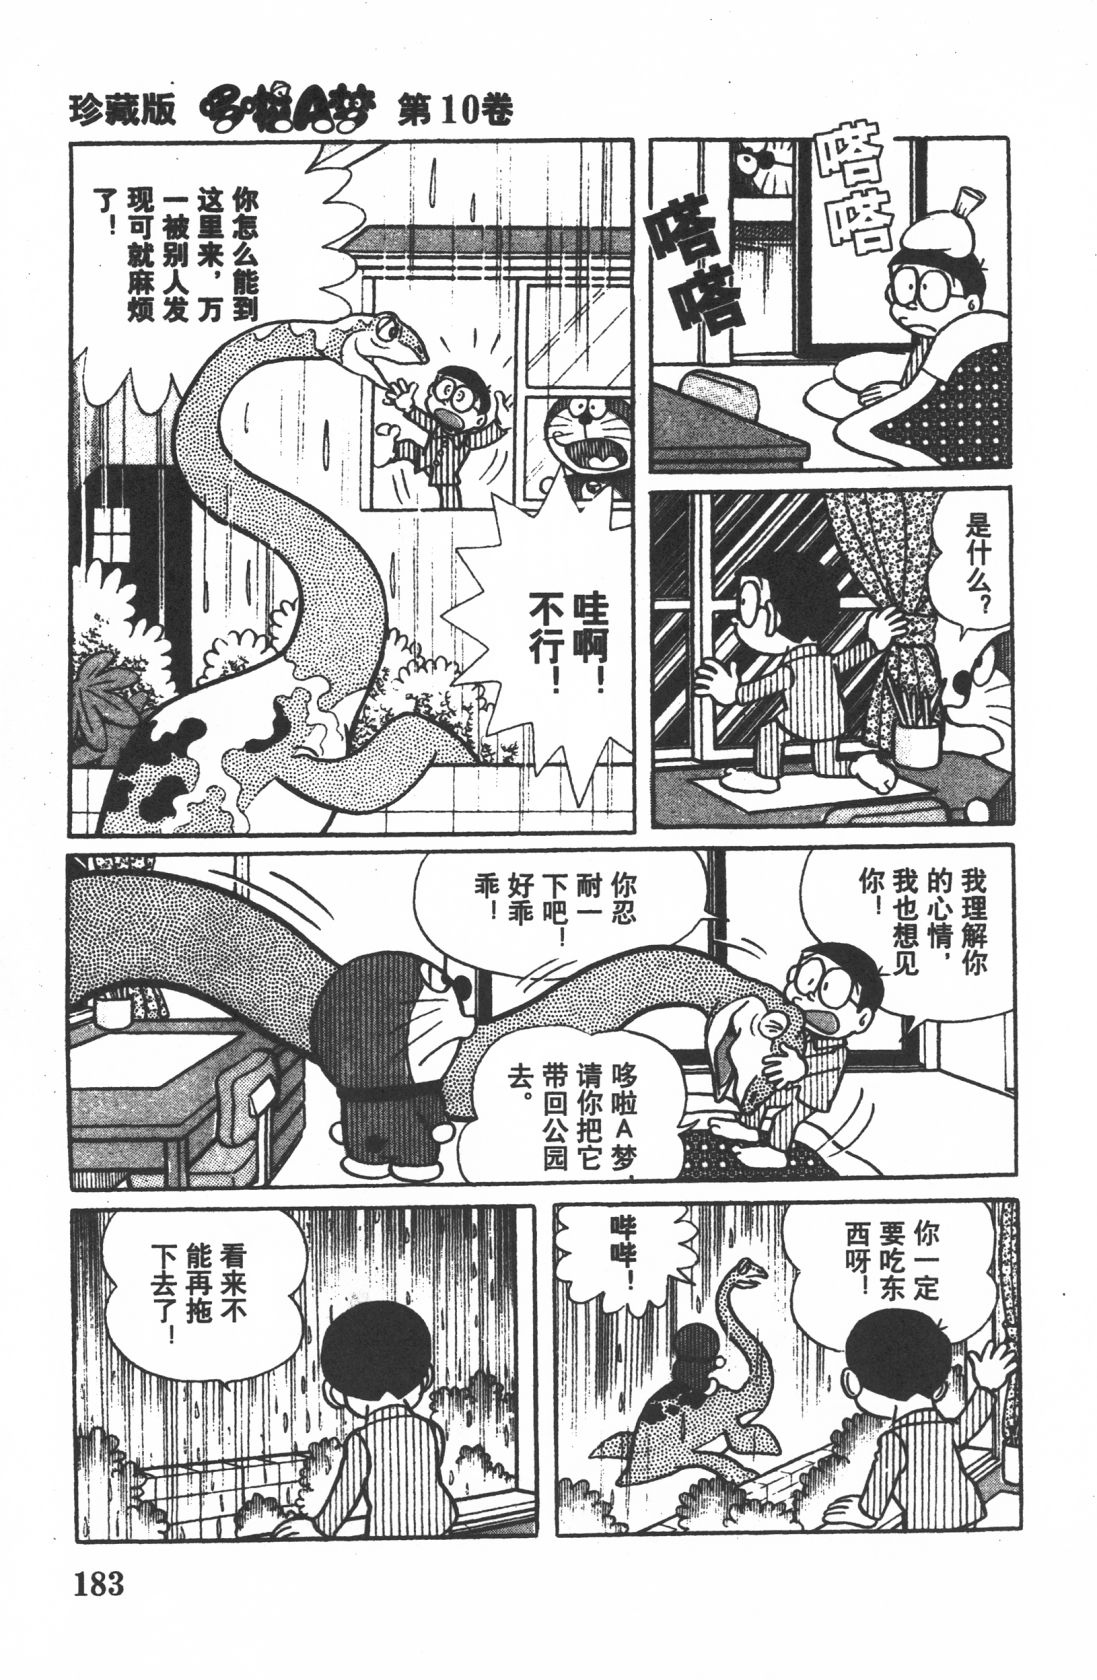 珍藏版 哆啦A梦 第10卷
嗒嗒
嗒嗒
是什么？
哇啊！
不行！
你怎么能到
这里来，万
一被别人发
现可就麻烦
了！
我理解你
的心情，
我也想见
你！
你忍
耐一
下吧！
好乖
乖！
哆啦A梦，
请你把它
带回公园
去。
你一定
要吃东
西呀！
哔
哔！
看来不
能再拖
下去了！
183